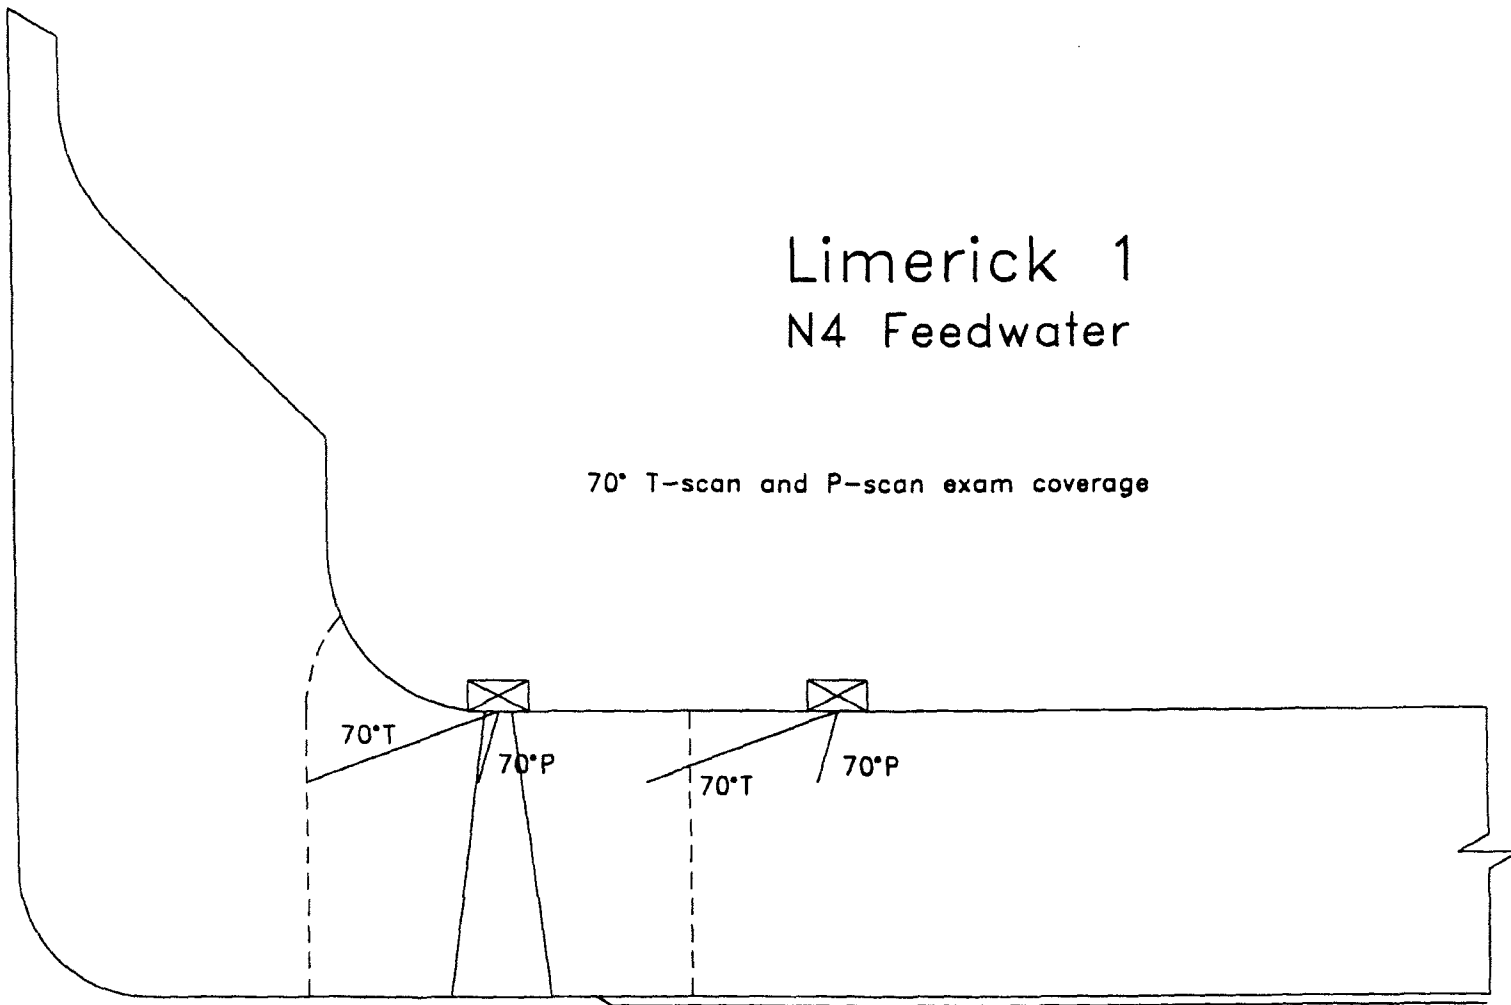 Limerick 1
N4 Feedwater
70° T-scan and P-scan exam coverage
70°T
70°P
70°T
70°P